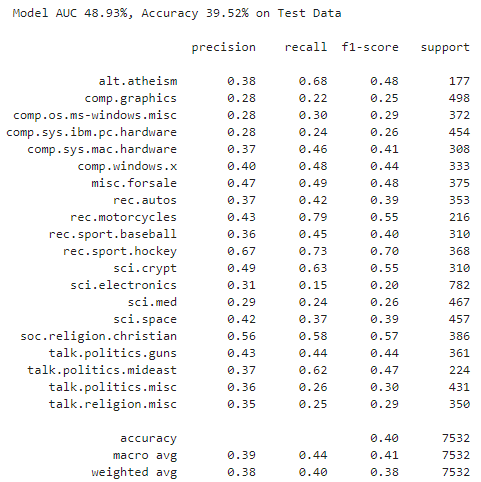 Model AUC 48.93%, Accuracy 39.52% on Test Data
precision recall f1-score support
alt.atheism 0.38 0.68 0.48 177
comp.graphics 0.28 0.22 0.25 498
comp.os.ms-windows.misc 0.28 0.30 0.29 372
comp.sys.ibm.pc.hardware 0.28 0.24 0.26 454
comp.sys.mac.hardware 0.37 0.46 0.41 308
comp.windows.x 0.40 0.48 0.44 333
misc.forsale 0.47 0.49 0.48 375
rec.autos 0.37 0.42 0.39 353
rec.motorcycles 0.43 0.79 0.55 216
rec.sport.baseball 0.36 0.45 0.40 310
rec.sport.hockey 0.67 0.73 0.70 368
sci.crypt 0.49 0.63 0.55 310
sci.electronics 0.31 0.15 0.20 782
sci.med 0.29 0.24 0.26 467
sci.space 0.42 0.37 0.39 457
soc.religion.christian 0.56 0.58 0.57 386
talk.politics.guns 0.43 0.44 0.44 361
talk.politics.mideast 0.37 0.62 0.47 224
talk.politics.misc 0.36 0.26 0.30 431
talk.religion.misc 0.35 0.25 0.29 350
accuracy 0.40 7532
macro avg 0.39 0.44 0.41 7532
weighted avg 0.38 0.40 0.38 7532